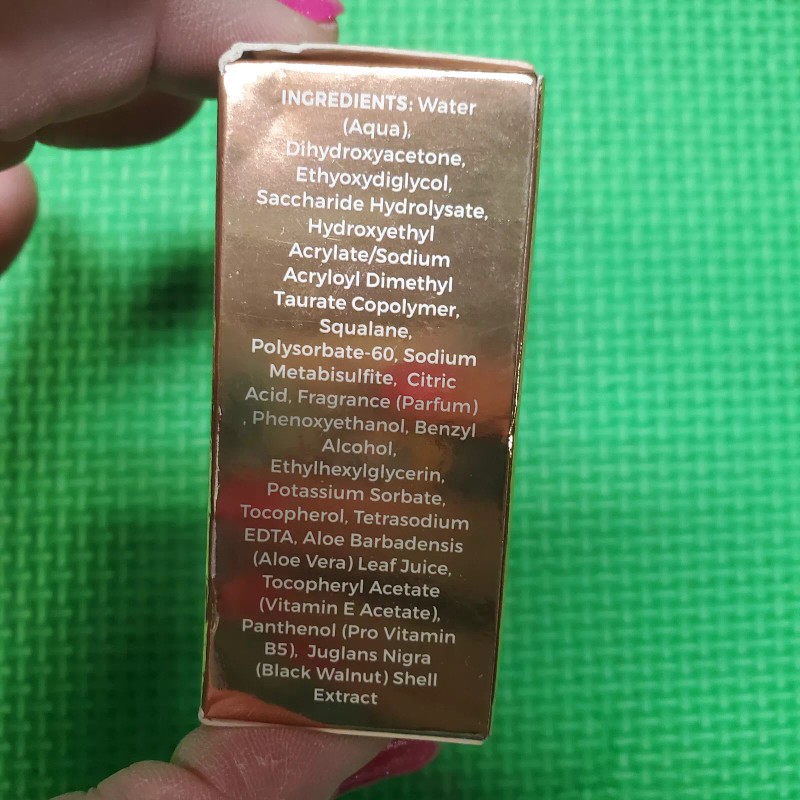 INGREDIENTS: Water
(Aqua),
Dihydroxyacetone,
Ethyoxydiglycol,
Saccharide Hydrolysate,
Hydroxyethyl
Acrylate/Sodium
Acryloyl Dimethyl
Taurate Copolymer,
Squalane,
Polysorbate-60, Sodium
Metabisulfite, Citric
Acid, Fragrance (Parfum)
, Phenoxyethanol, Benzyl
Alcohol,
Ethylhexylglycerin,
Potassium Sorbate,
Tocopherol, Tetrasodium
EDTA, Aloe Barbadensis
(Aloe Vera) Leaf Juice,
Tocopheryl Acetate
(Vitamin E Acetate),
Panthenol (Pro Vitamin
B5), Juglans Nigra
(Black Walnut) Shell
Extract